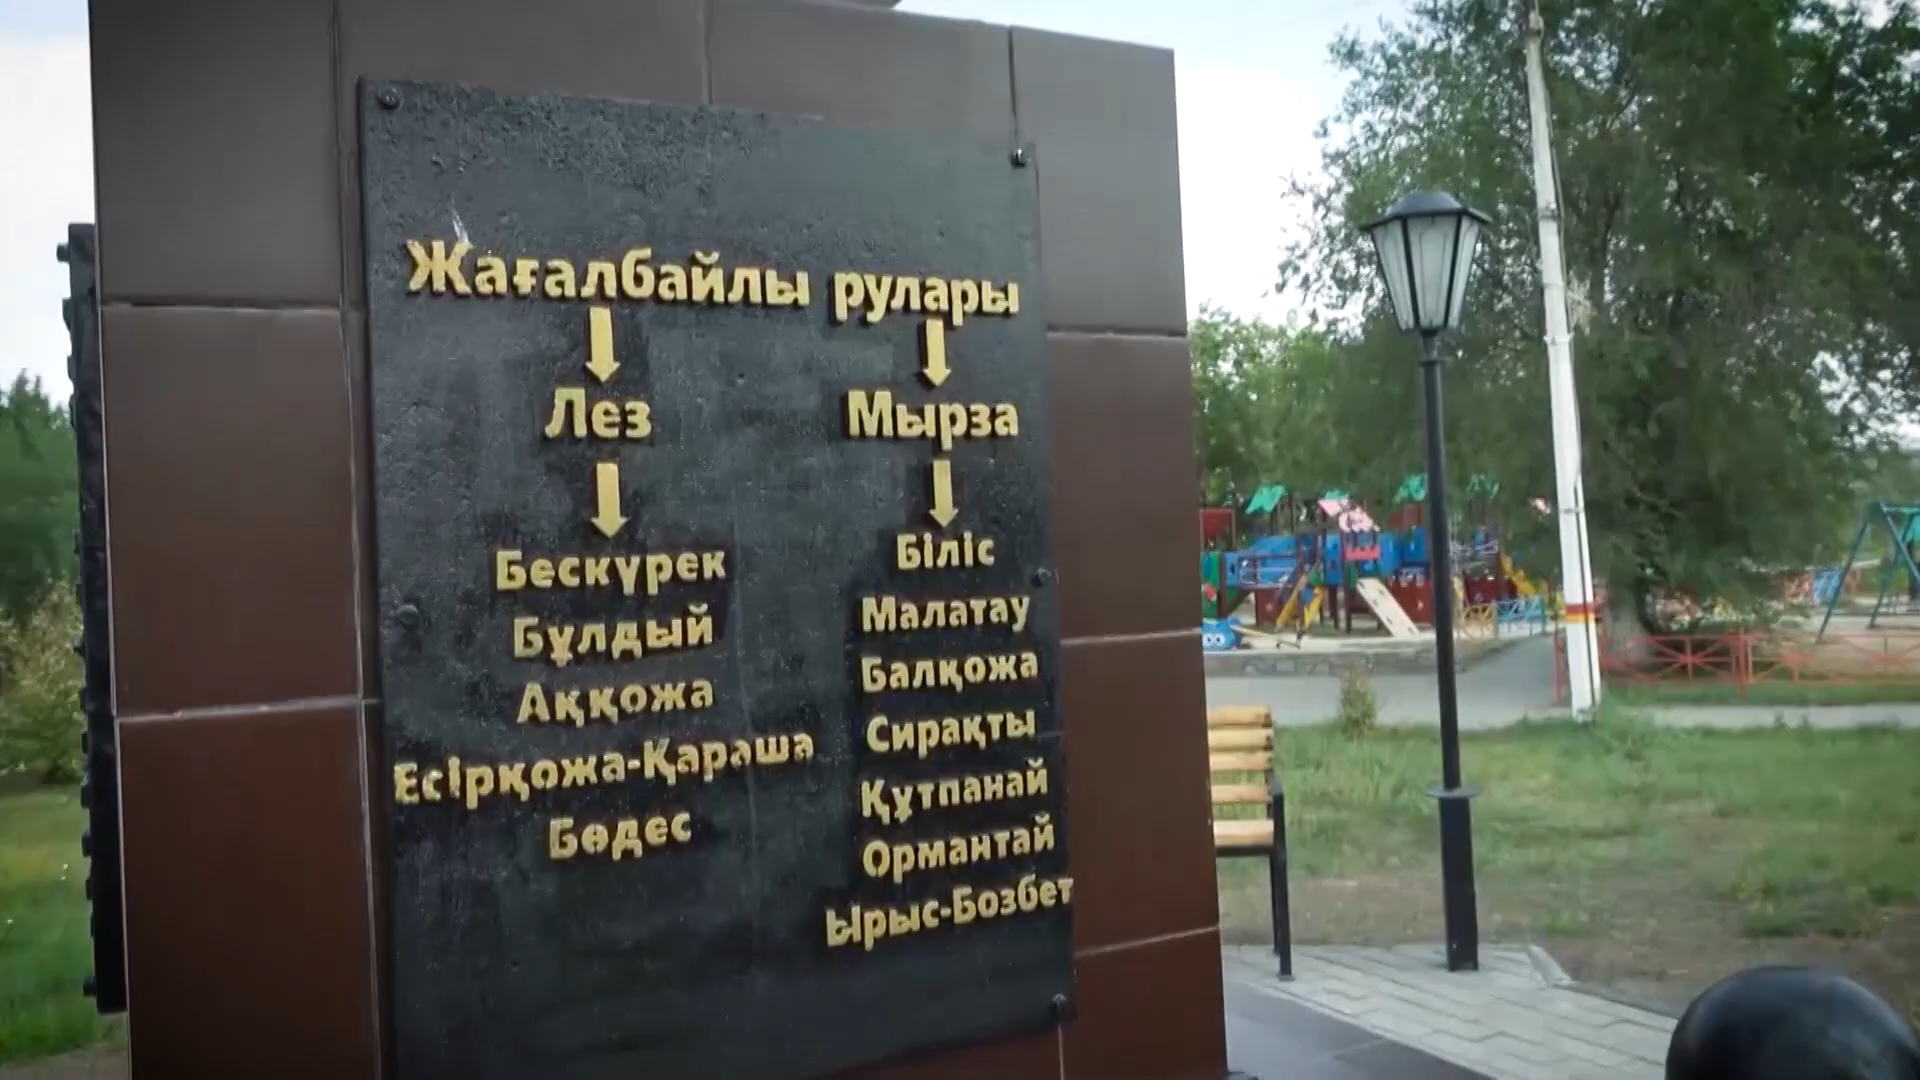 Жағалбайлы рулары
Лез
Бескүрек
Бұлдый
Аққожа
Есірқожа-Қараша
Бөдес
Мырза
Біліс
Малатау
Балқожа
Сирақты
Құтпанай
Ормантай
Ырыс-Бозбет